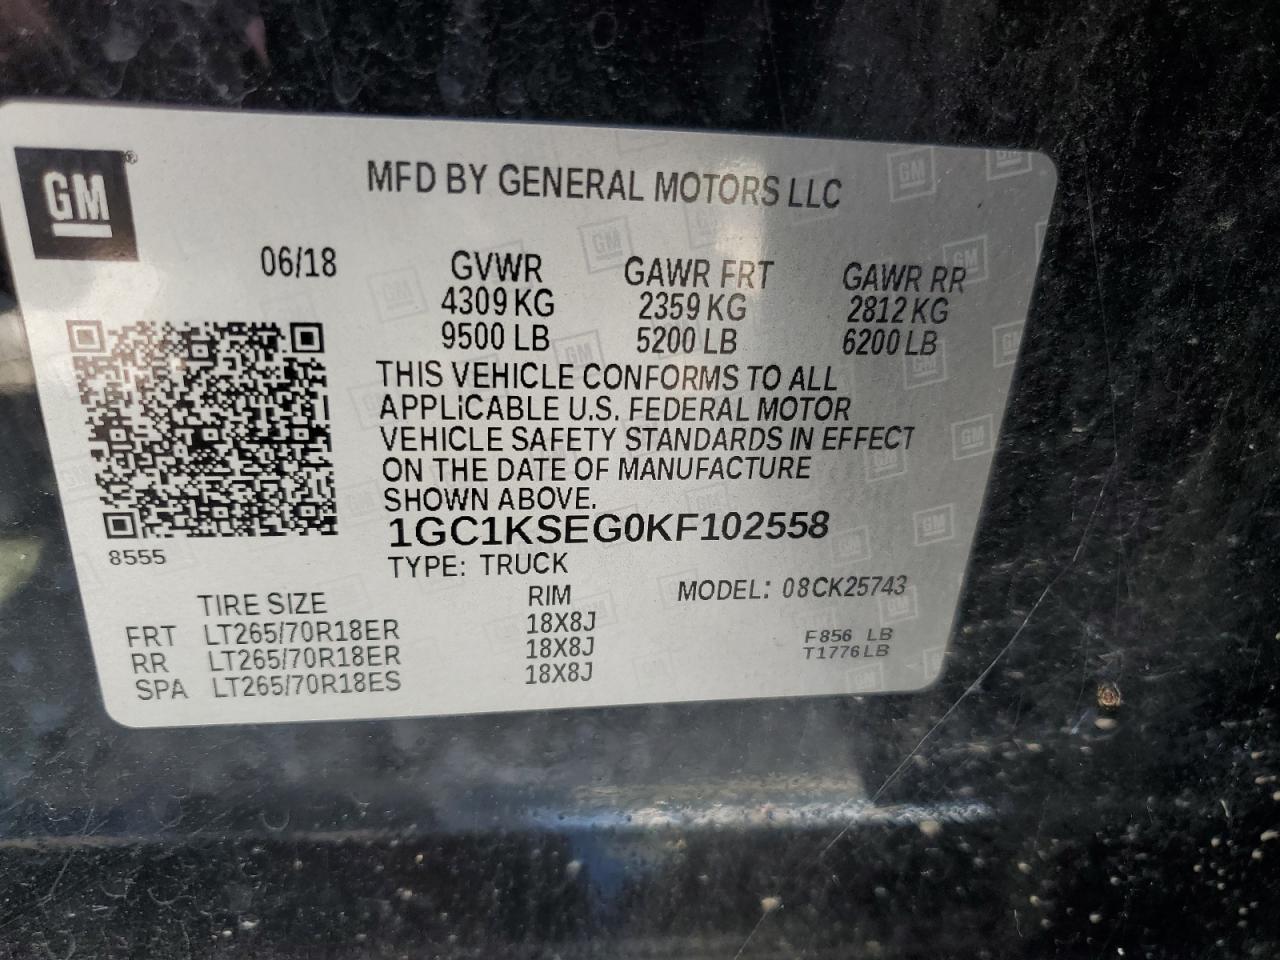 GM®
MFD BY GENERAL MOTORS LLC
06/18
GVWR
4309 KG
9500 LB
GAWR FRT
2359 KG
5200 LB
GAWR RR
2812 KG
6200 LB
THIS VEHICLE CONFORMS TO ALL
APPLICABLE U.S. FEDERAL MOTOR
VEHICLE SAFETY STANDARDS IN EFFECT
ON THE DATE OF MANUFACTURE
SHOWN ABOVE.
8555
1GC1KSEG0KF102558
TYPE: TRUCK
MODEL: 08CK25743
TIRE SIZE RIM
FRT LT265/70R18ER 18X8J
RR LT265/70R18ER 18X8J
SPA LT265/70R18ES 18X8J
F856 LB
T1776LB